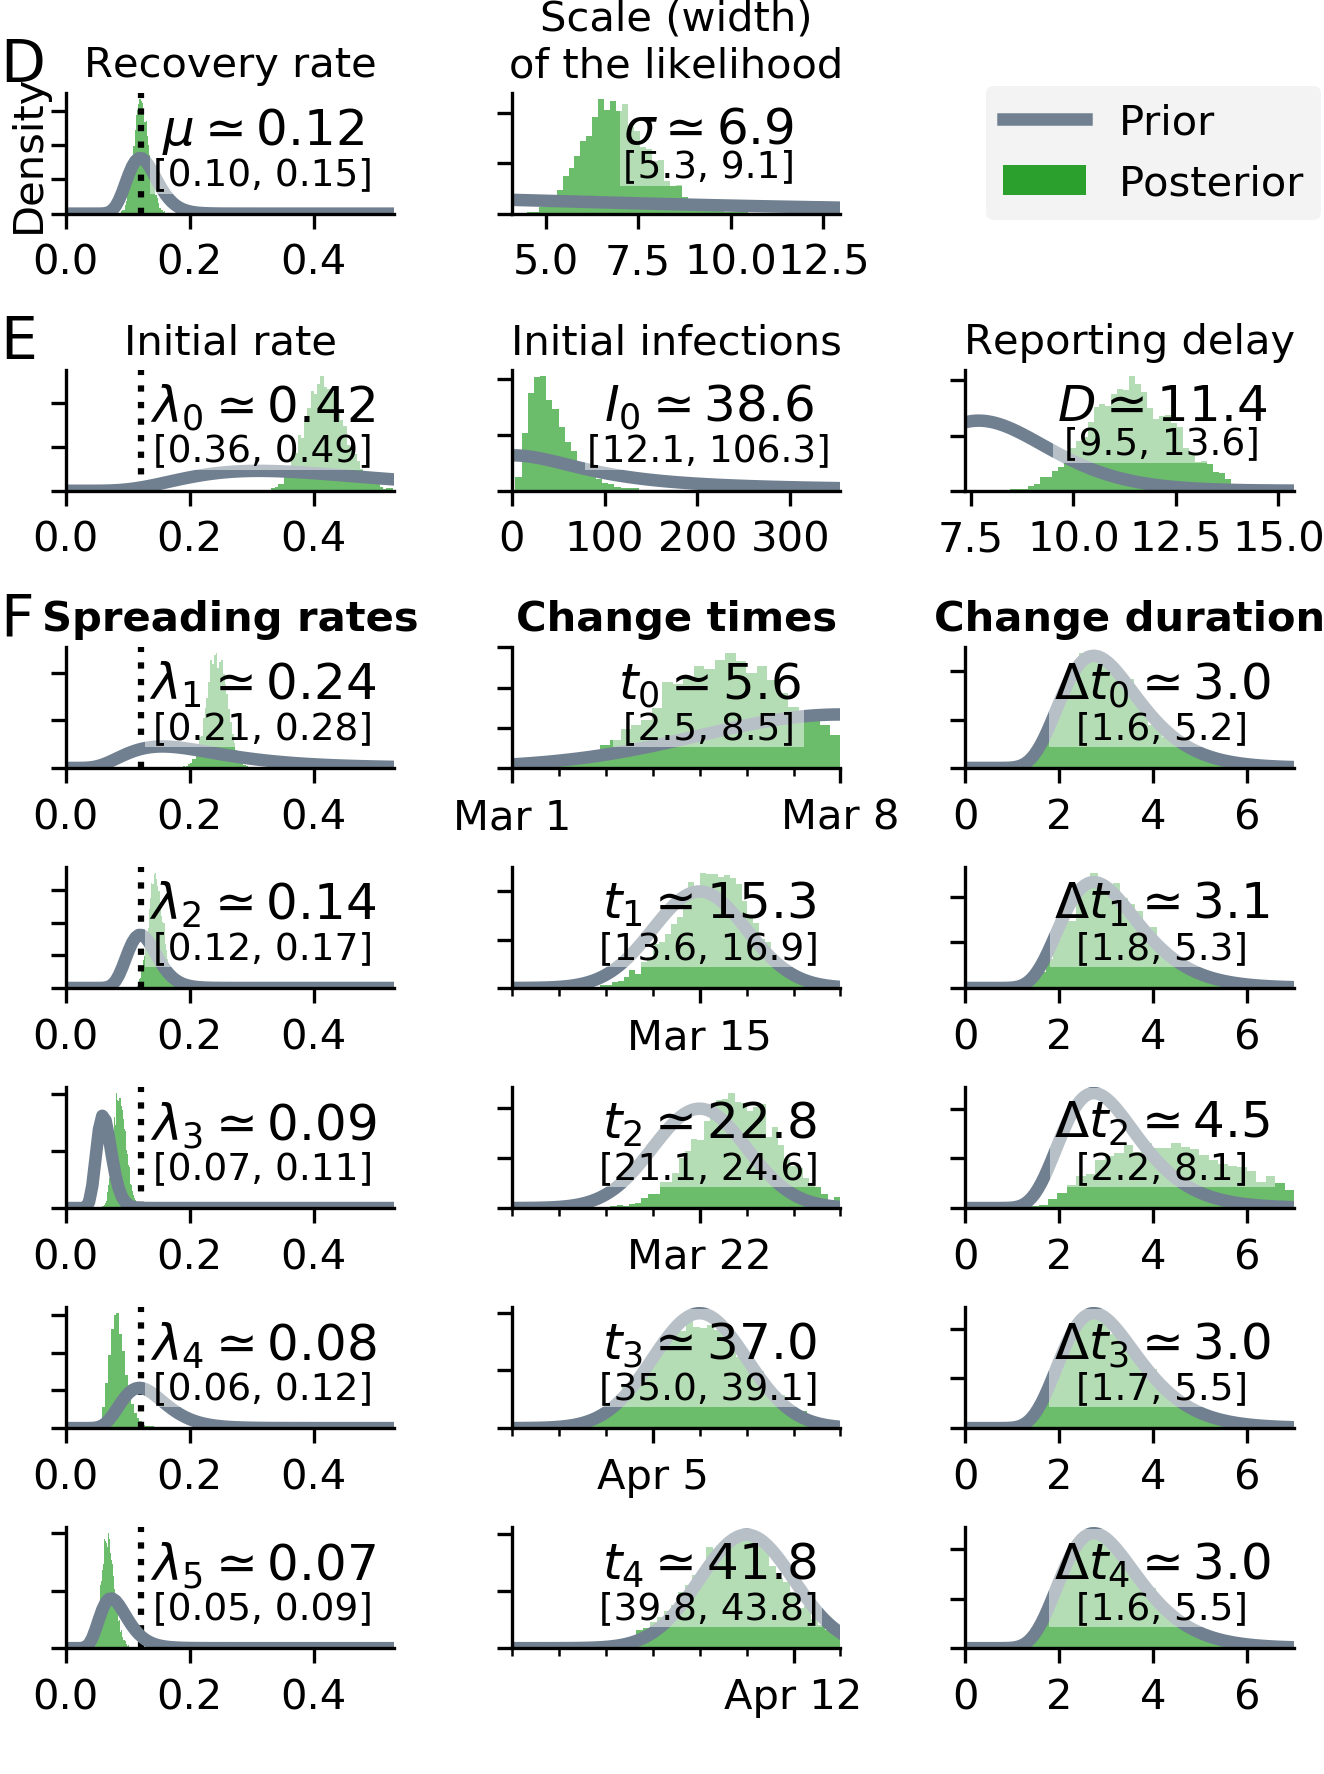 D
Recovery rate
Scale (width)
of the likelihood
Density
μ ≃ 0.12
[0.10, 0.15]
0.0 0.2 0.4
σ ≃ 6.9
[5.3, 9.1]
5.0 7.5 10.0 12.5
Prior
Posterior
E
Initial rate
λ0 ≃ 0.42
[0.36, 0.49]
0.0 0.2 0.4
Initial infections
I0 ≃ 38.6
[12.1, 106.3]
0 100 200 300
Reporting delay
D ≃ 11.4
[9.5, 13.6]
7.5 10.0 12.5 15.0
F
Spreading rates
Change times
Change duration
λ1 ≃ 0.24
[0.21, 0.28]
0.0 0.2 0.4
t0 ≃ 5.6
[2.5, 8.5]
Mar 1 Mar 8
Δt0 ≃ 3.0
[1.6, 5.2]
0 2 4 6
λ2 ≃ 0.14
[0.12, 0.17]
0.0 0.2 0.4
t1 ≃ 15.3
[13.6, 16.9]
Mar 15
Δt1 ≃ 3.1
[1.8, 5.3]
0 2 4 6
λ3 ≃ 0.09
[0.07, 0.11]
0.0 0.2 0.4
t2 ≃ 22.8
[21.1, 24.6]
Mar 22
Δt2 ≃ 4.5
[2.2, 8.1]
0 2 4 6
λ4 ≃ 0.08
[0.06, 0.12]
0.0 0.2 0.4
t3 ≃ 37.0
[35.0, 39.1]
Apr 5
Δt3 ≃ 3.0
[1.7, 5.5]
0 2 4 6
λ5 ≃ 0.07
[0.05, 0.09]
0.0 0.2 0.4
t4 ≃ 41.8
[39.8, 43.8]
Apr 12
Δt4 ≃ 3.0
[1.6, 5.5]
0 2 4 6